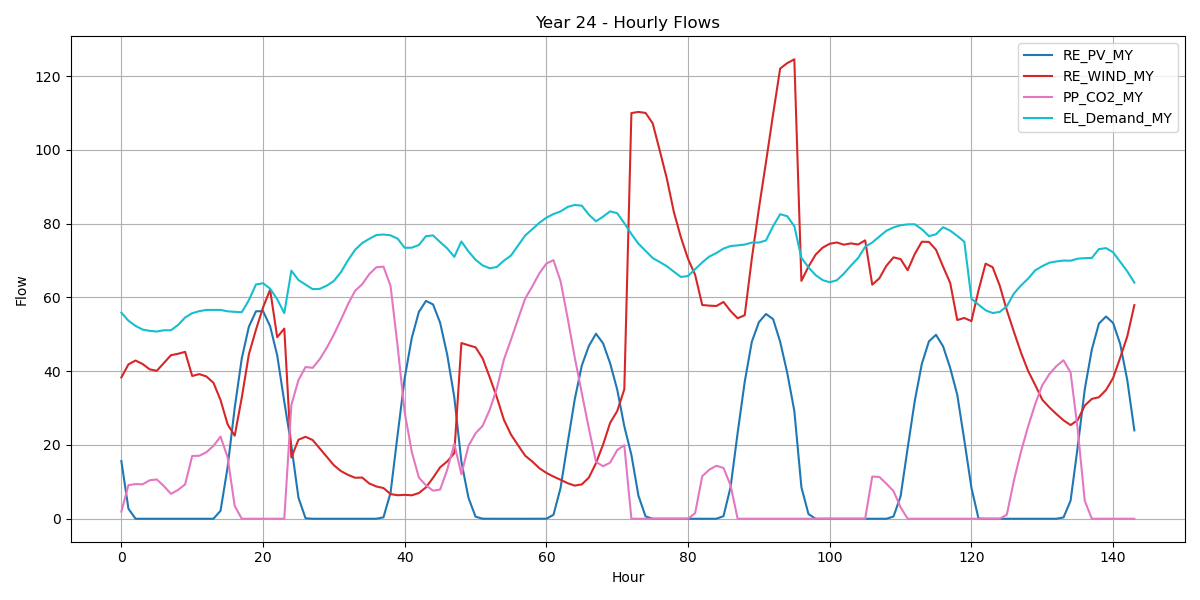 Year 24 - Hourly Flows
RE_PV_MY
RE_WIND_MY
PP_CO2_MY
EL_Demand_MY
Flow
120
100
80
60
40
20
0
0 20 40 60 80 100 120 140
Hour